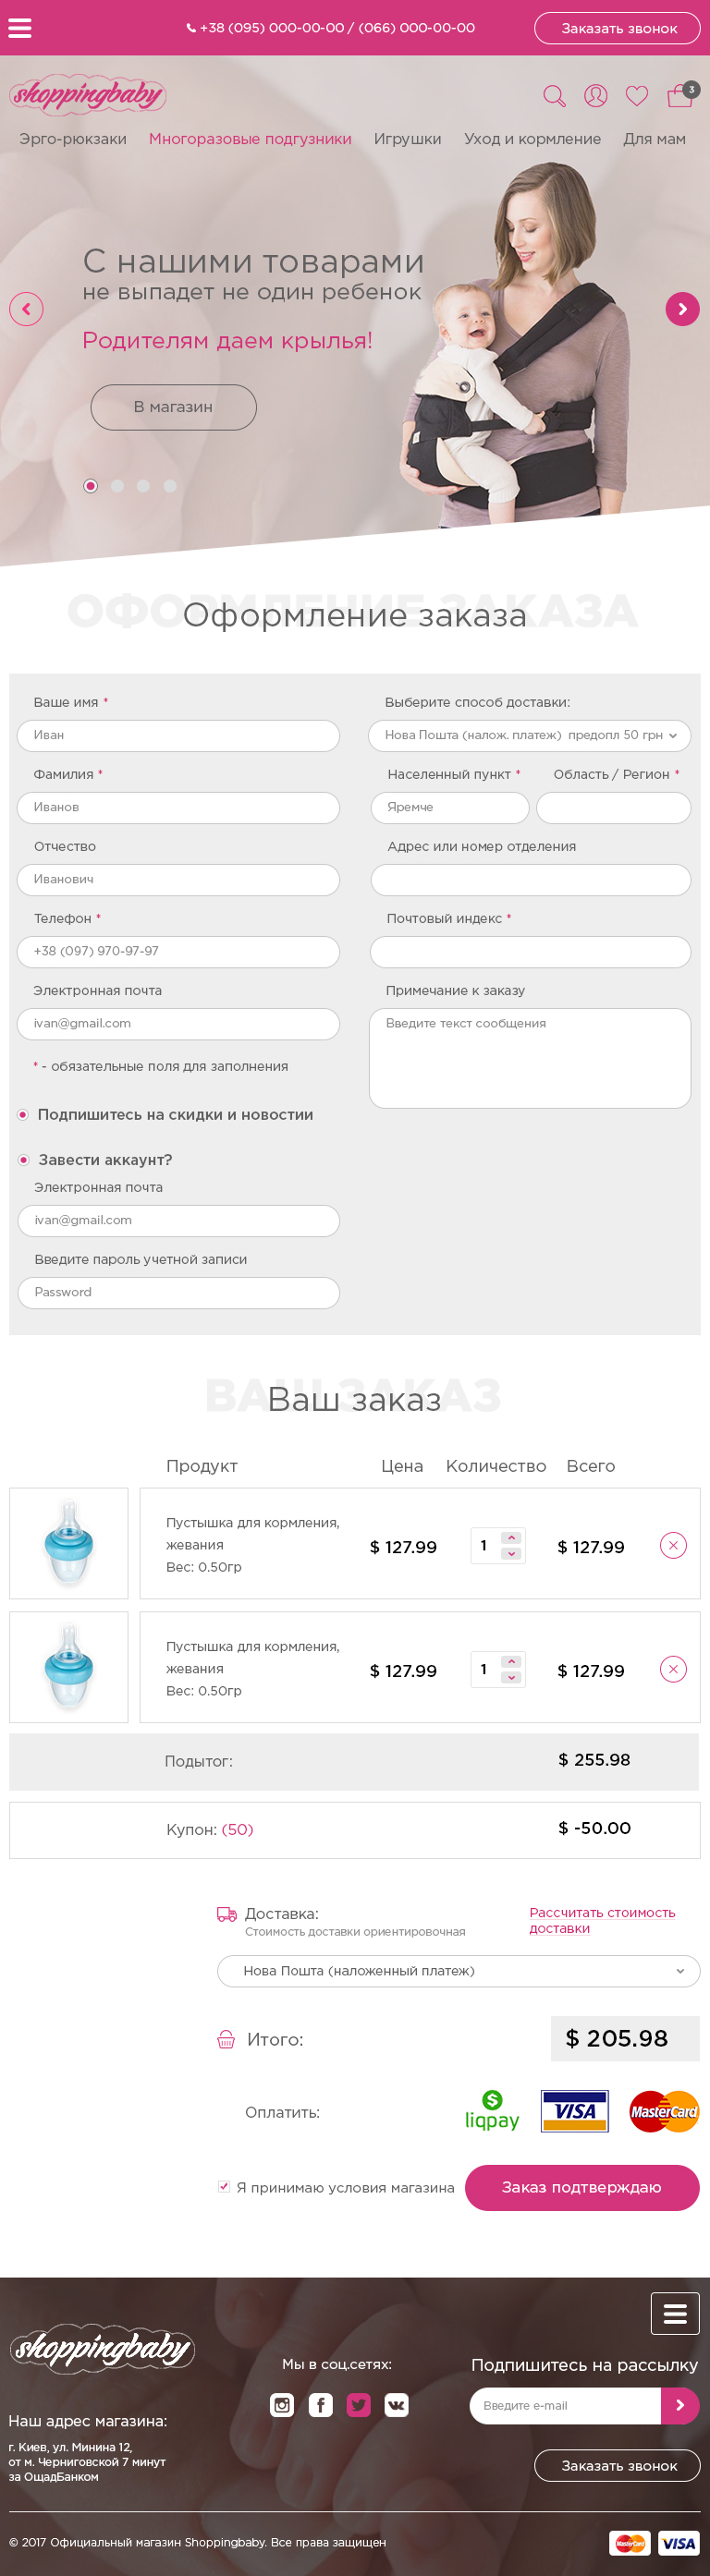 +38 (095) 000-00-00 / (066) 000-00-00
Заказать звонок
shoppingbaby
3
Эрго-рюкзаки Многоразовые подгузники Игрушки Уход и кормление Для мам
С нашими товарами
не выпадет не один ребенок
Родителям даем крылья!
В магазин
ОФОРМЛЕНИЕ ЗАКАЗА
Оформление заказа
Ваше имя *
Иван
Фамилия *
Иванов
Отчество
Иванович
Телефон *
+38 (097) 970-97-97
Электронная почта
ivan@gmail.com
* - обязательные поля для заполнения
Подпишитесь на скидки и новостии
Завести аккаунт?
Электронная почта
ivan@gmail.com
Введите пароль учетной записи
Password
Выберите способ доставки:
Нова Пошта (налож. платеж) предопл 50 грн
Населенный пункт * Область / Регион *
Яремче
Адрес или номер отделения
Почтовый индекс *
Примечание к заказу
Введите текст сообщения
ВАШ ЗАКАЗ
Ваш заказ
Продукт Цена Количество Всего
Пустышка для кормления,
жевания
Вес: 0.50гр
$ 127.99 1 $ 127.99
Пустышка для кормления,
жевания
Вес: 0.50гр
$ 127.99 1 $ 127.99
Подытог: $ 255.98
Купон: (50) $ -50.00
Доставка:
Стоимость доставки ориентировочная
Рассчитать стоимость
доставки
Нова Пошта (наложенный платеж)
Итого: $ 205.98
Оплатить:
$ liqpay VISA MasterCard
Я принимаю условия магазина
Заказ подтверждаю
shoppingbaby
Наш адрес магазина:
г. Киев, ул. Минина 12,
от м. Черниговской 7 минут
за ОщадБанком
Мы в соц.сетях:
Подпишитесь на рассылку
Введите e-mail
Заказать звонок
© 2017 Официальный магазин Shoppingbaby. Все права защищен
MasterCard VISA